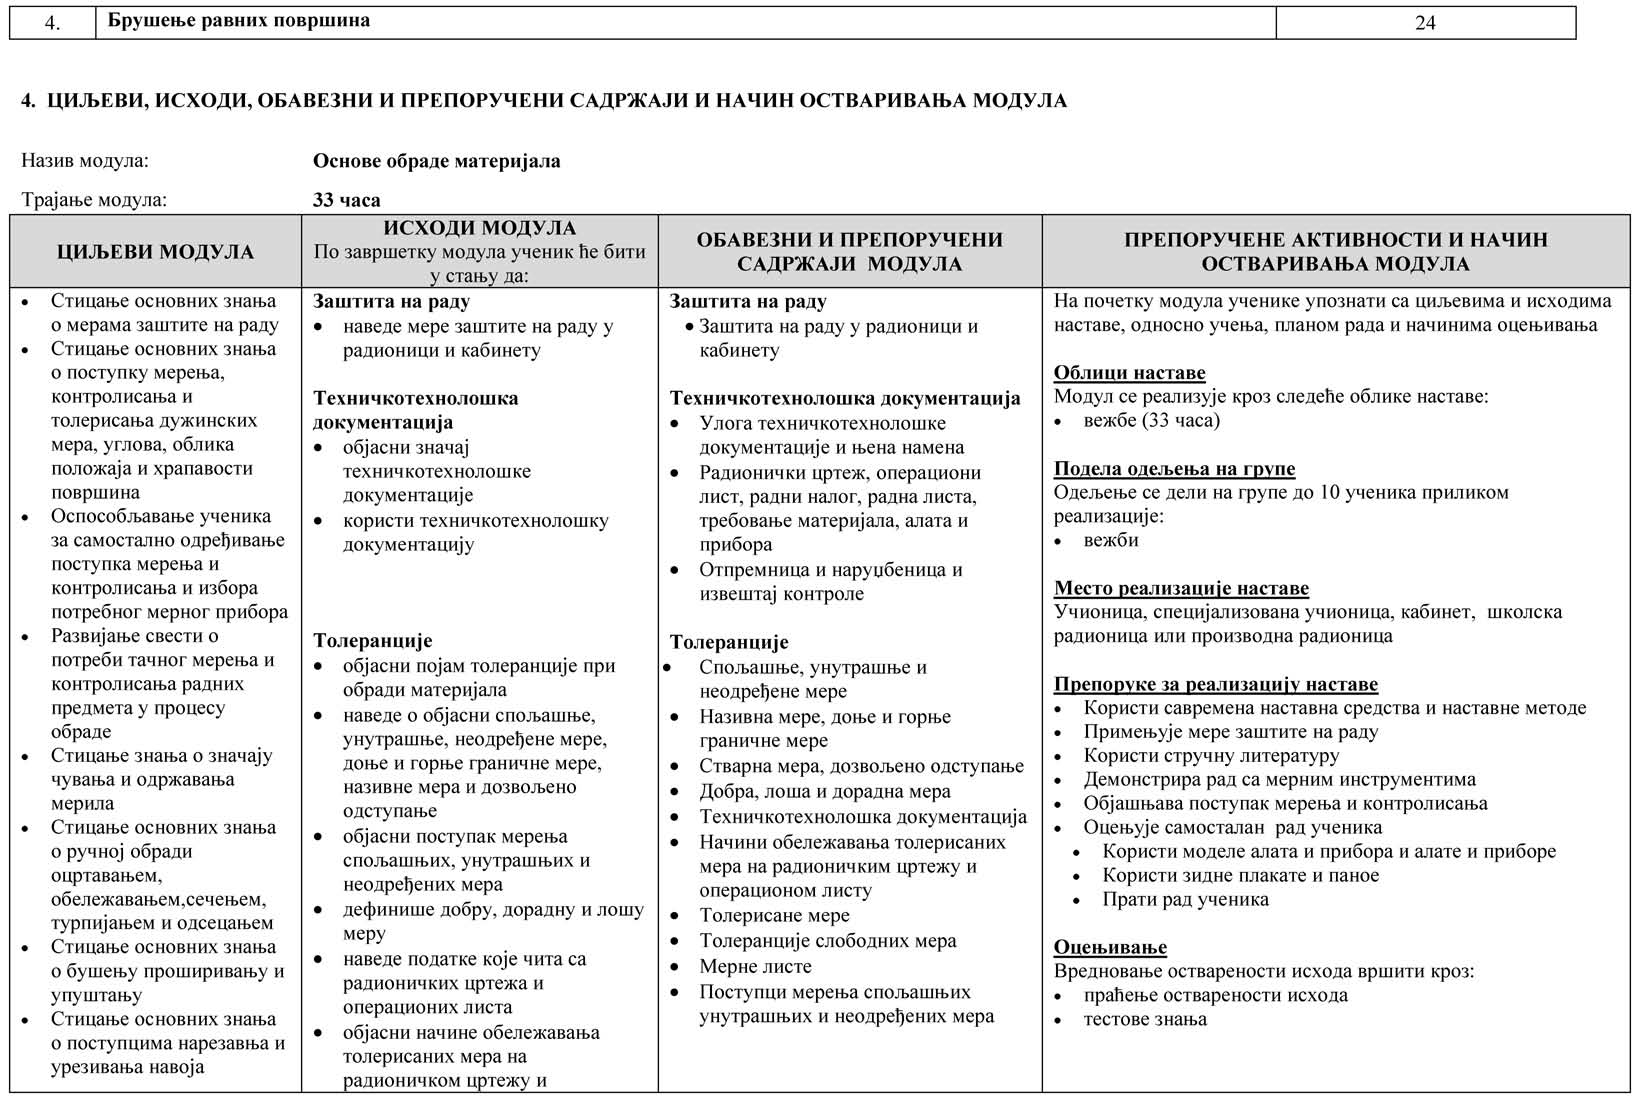 4.
Брушење равних површина
24
4. ЦИЉЕВИ, ИСХОДИ, ОБАВЕЗНИ И ПРЕПОРУЧЕНИ САДРЖАЈИ И НАЧИН ОСТВАРИВАЊА МОДУЛА
Назив модула: Основе обраде материјала
Трајање модула: 33 часа
ЦИЉЕВИ МОДУЛА
ИСХОДИ МОДУЛА
По завршетку модула ученик ће бити
у стању да:
ОБАВЕЗНИ И ПРЕПОРУЧЕНИ
САДРЖАЈИ МОДУЛА
ПРЕПОРУЧЕНЕ АКТИВНОСТИ И НАЧИН
ОСТВАРИВАЊА МОДУЛА
• Стицање основних знања
о мерама заштите на раду
• Стицање основних знања
о поступку мерења,
контролисања и
толерисања дужинских
мера, углова, облика
положаја и храпавости
површина
• Оспособљавање ученика
за самостално одређивање
поступка мерења и
контролисања и избора
потребног мерног прибора
• Развијање свести о
потреби тачног мерења и
контролисања радних
предмета у процесу
обраде
• Стицање знања о значају
чувања и одржавања
мерила
• Стицање основних знања
о ручној обради
оцртавањем,
обележавањем,сечењем,
турпијањем и одсецањем
• Стицање основних знања
о бушењу проширивању и
упуштању
• Стицање основних знања
о поступцима нарезавња и
урезивања навоја
Заштита на раду
• наведе мере заштите на раду у
радионици и кабинету
Техничкотехнолошка
документација
• објасни значај
техничкотехнолошке
документације
• користи техничкотехнолошку
документацију
Толеранције
• објасни појам толеранције при
обради материјала
• наведе о објасни спољашње,
унутрашње, неодређене мере,
доње и горње граничне мере,
називне мера и дозвољено
одступање
• објасни поступак мерења
спољашњих, унутрашњих и
неодређених мера
• дефинише добру, дорадну и лошу
меру
• наведе податке које чита са
радионичких цртежа и
операционих листа
• објасни начине обележавања
толерисаних мера на
радионичком цртежу и
Заштита на раду
• Заштита на раду у радионици и
кабинету
Техничкотехнолошка документација
• Улога техничкотехнолошке
документације и њена намена
• Радионички цртеж, операциони
лист, радни налог, радна листа,
требовање материјала, алата и
прибора
• Отпремница и наруџбеница и
извештај контроле
Толеранције
• Спољашње, унутрашње и
неодређене мере
• Називна мере, доње и горње
граничне мере
• Стварна мера, дозвољено одступање
• Добра, лоша и дорадна мера
• Техничкотехнолошка документација
• Начини обележавања толерисаних
мера на радионичким цртежу и
операционом листу
• Толерисане мере
• Толеранције слободних мера
• Мерне листе
• Поступци мерења спољашњих
унутрашњих и неодређених мера
На почетку модула ученике упознати са циљевима и исходима
наставе, односно учења, планом рада и начинима оцењивања
Облици наставе
Модул се реализује кроз следеће облике наставе:
• вежбе (33 часа)
Подела одељења на групе
Одељење се дели на групе до 10 ученика приликом
реализације:
• вежби
Место реализације наставе
Учионица, специјализована учионица, кабинет, школска
радионица или производна радионица
Препоруке за реализацију наставе
• Користи савремена наставна средства и наставне методе
• Примењује мере заштите на раду
• Користи стручну литературу
• Демонстрира рад са мерним инструментима
• Објашњава поступак мерења и контролисања
• Оцењује самосталан рад ученика
• Користи моделе алата и прибора и алате и приборе
• Користи зидне плакате и паное
• Прати рад ученика
Оцењивање
Вредновање остварености исхода вршити кроз:
• праћење остварености исхода
• тестове знања